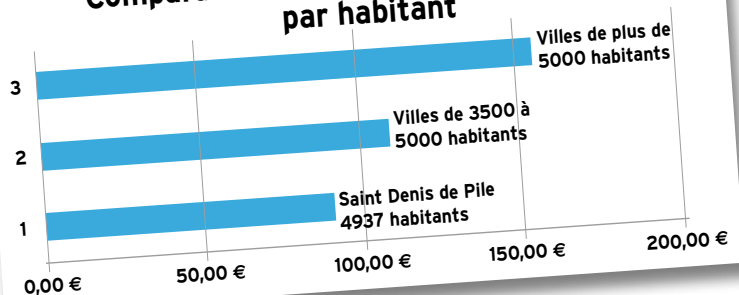 par habitant
3
Villes de plus de
5000 habitants
2
Villes de 3500 à
5000 habitants
1
Saint Denis de Pile
4937 habitants
0,00 €
50,00 €
100,00 €
150,00 €
200,00 €